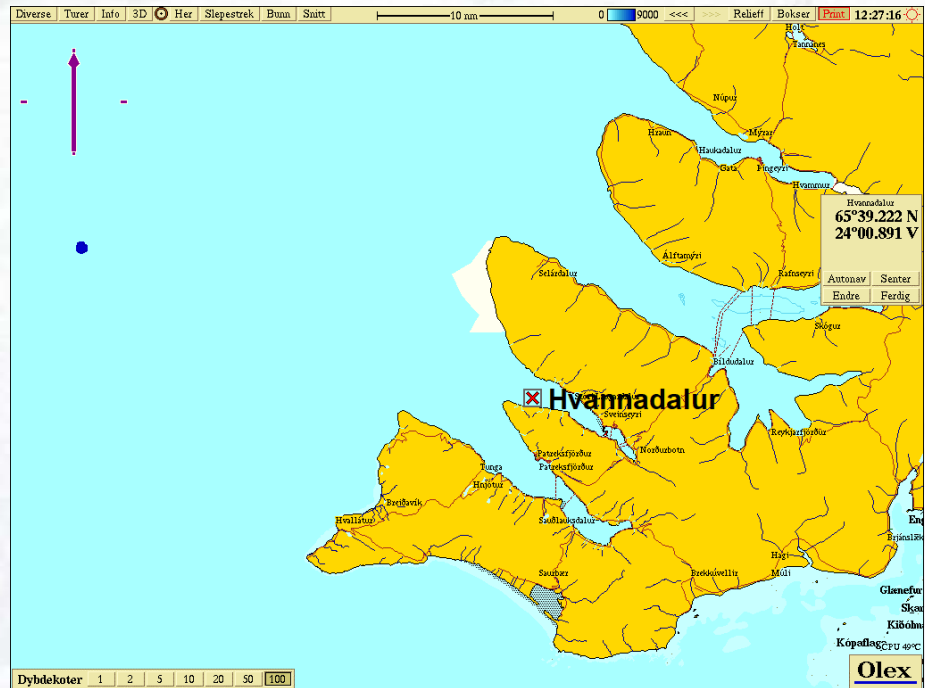 Diverse Turer Info 3D Her Slepestrek Bunn Snitt 10 nm 0 9000 <<< >>> Relieff Bokser Print 12:27:16
Holt
Tannanes
Núpur
Hraun Mýrar
Haukadalur
Gata Þingeyri
Hvammur
Hvannadalur
65°39.222 N
24°00.891 V
Autonav Senter
Endre Ferdig
Álftamýri
Selárdalur Rafnseyri
Skógur
Bíldudalur
Hvannadalur
Sveinseyri
Reykjarfjörður
Norðurbotn
Patreksfjörður
Tunga Patreksfjörður
Hnjótur
Breiðavík
Hvallátur Sauðlauksdalur
Brjánslæk
Hagi
Saurbær Brekkuvellir Múli
Glænefur
Skar
Kiðólm
Kópaflag CPU 49°C
Olex
Dybdekoter 1 2 5 10 20 50 100